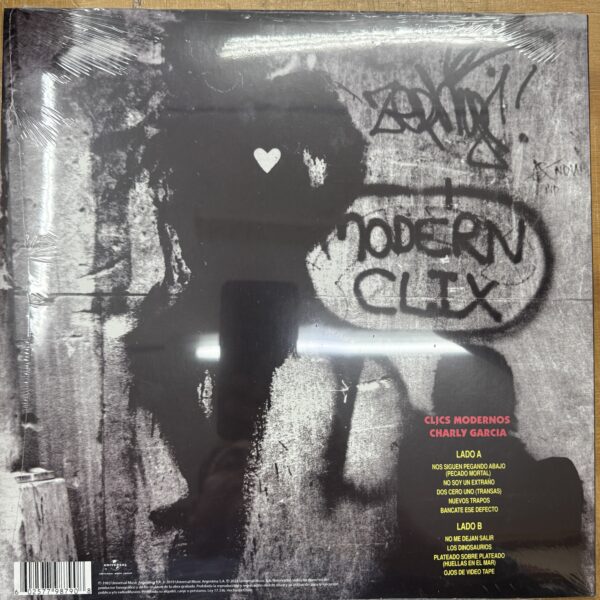 Zephyr!
MODERN
CLIX
CLICS MODERNOS
CHARLY GARCIA
LADO A
NOS SIGUEN PEGANDO ABAJO
(PECADO MORTAL)
NO SOY UN EXTRAÑO
DOS CERO UNO (TRANSAS)
NUEVOS TRAPOS
BANCATE ESE DEFECTO
LADO B
NO ME DEJAN SALIR
LOS DINOSAURIOS
PLATEADO SOBRE PLATEADO
(HUELLAS EN EL MAR)
OJOS DE VIDEO TAPE
UNIVERSAL